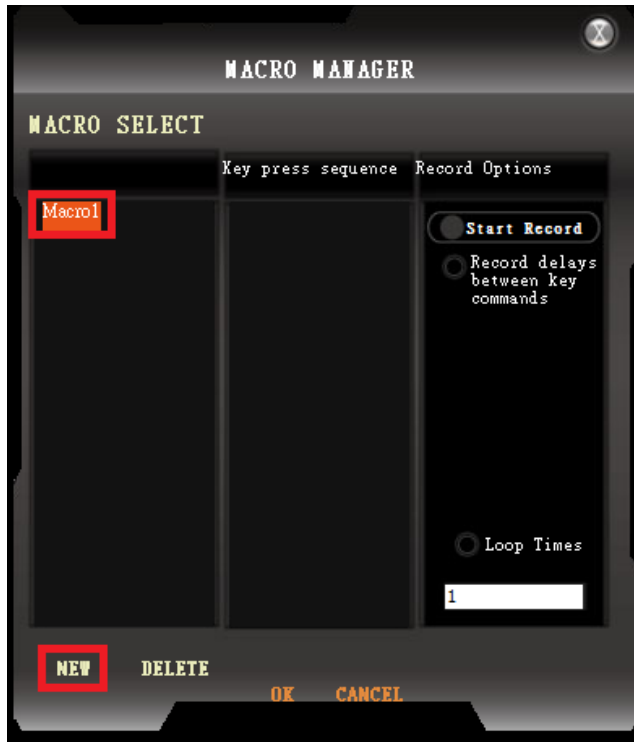 X
MACRO MANAGER
MACRO SELECT
Key press sequence
Record Options
Macro1
Start Record
Record delays
between key
commands
Loop Times
1
NEW
DELETE
OK
CANCEL